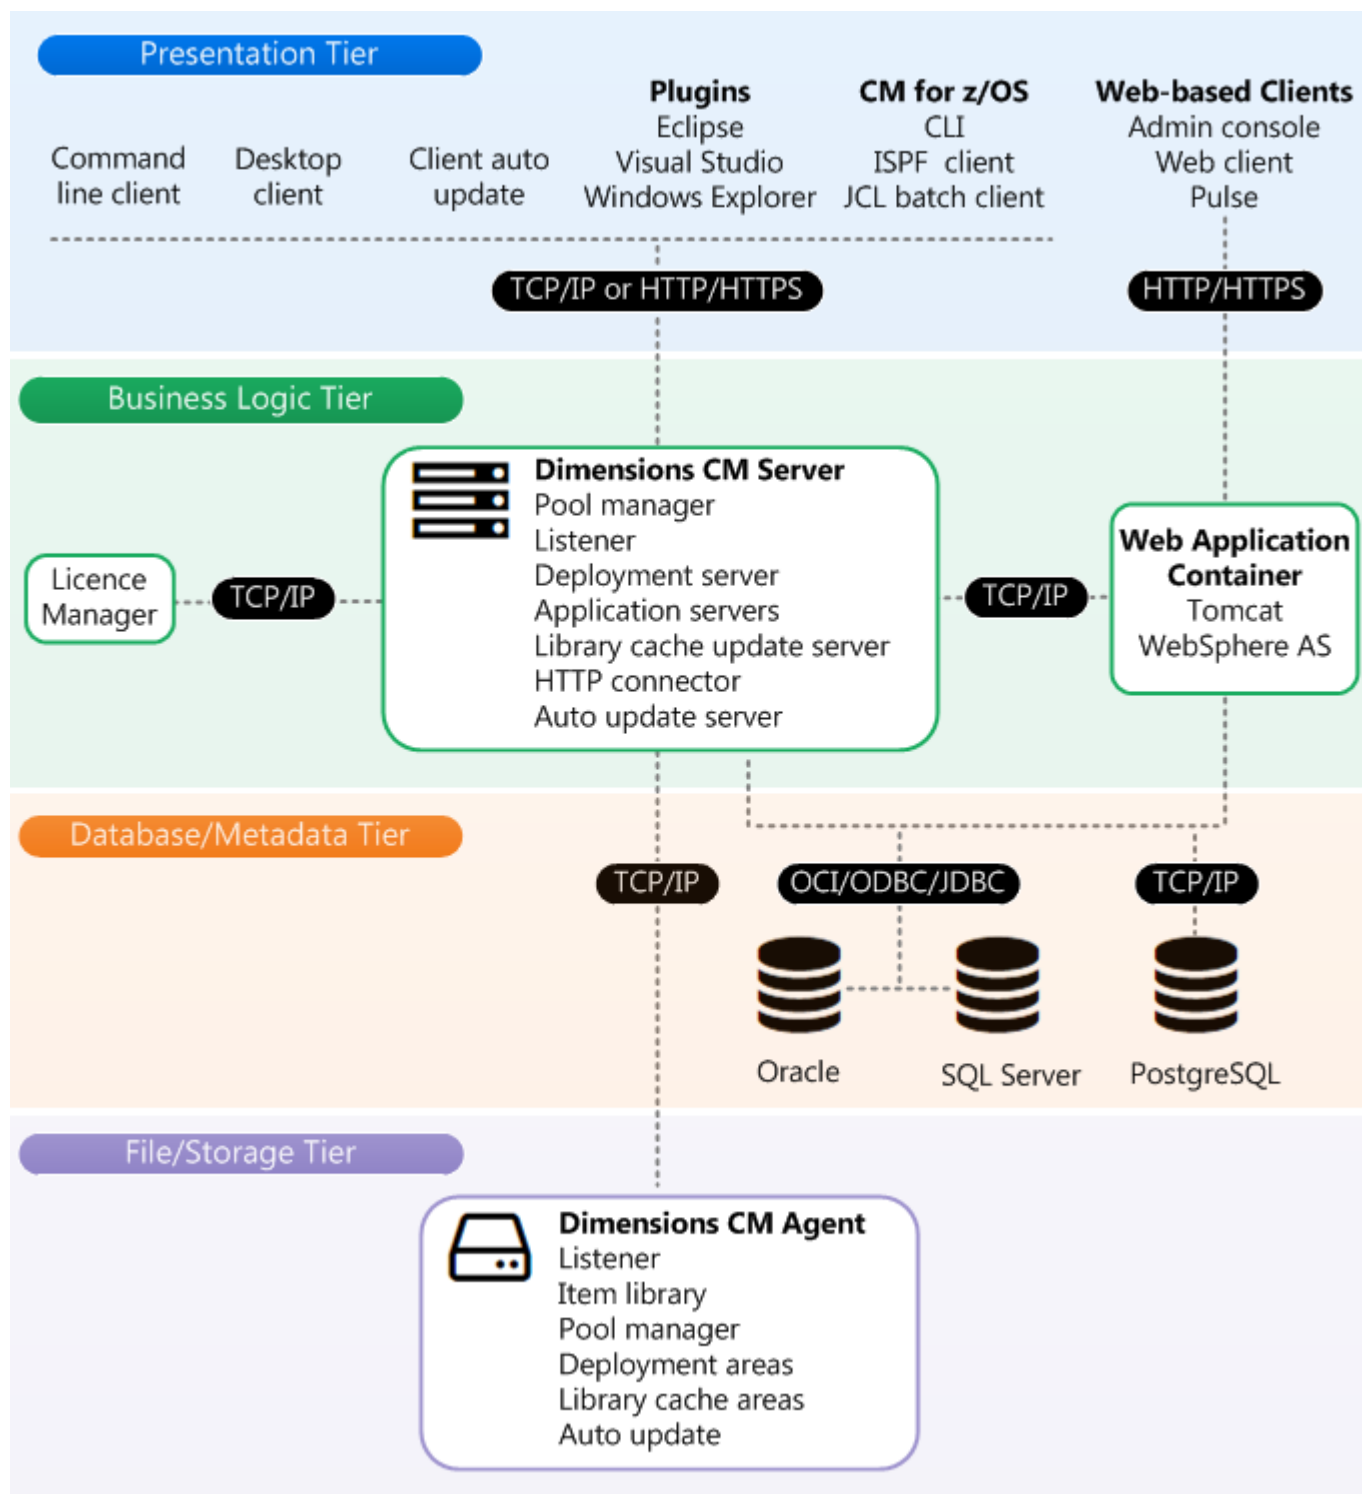 Presentation Tier
Command
line client
Desktop
client
Client auto
update
Plugins
Eclipse
Visual Studio
Windows Explorer
CM for z/OS
CLI
ISPF client
JCL batch client
Web-based Clients
Admin console
Web client
Pulse
TCP/IP or HTTP/HTTPS
HTTP/HTTPS
Business Logic Tier
Licence
Manager
TCP/IP
Dimensions CM Server
Pool manager
Listener
Deployment server
Application servers
Library cache update server
HTTP connector
Auto update server
TCP/IP
Web Application
Container
Tomcat
WebSphere AS
Database/Metadata Tier
TCP/IP
OCI/ODBC/JDBC
TCP/IP
Oracle
SQL Server
PostgreSQL
File/Storage Tier
Dimensions CM Agent
Listener
Item library
Pool manager
Deployment areas
Library cache areas
Auto update